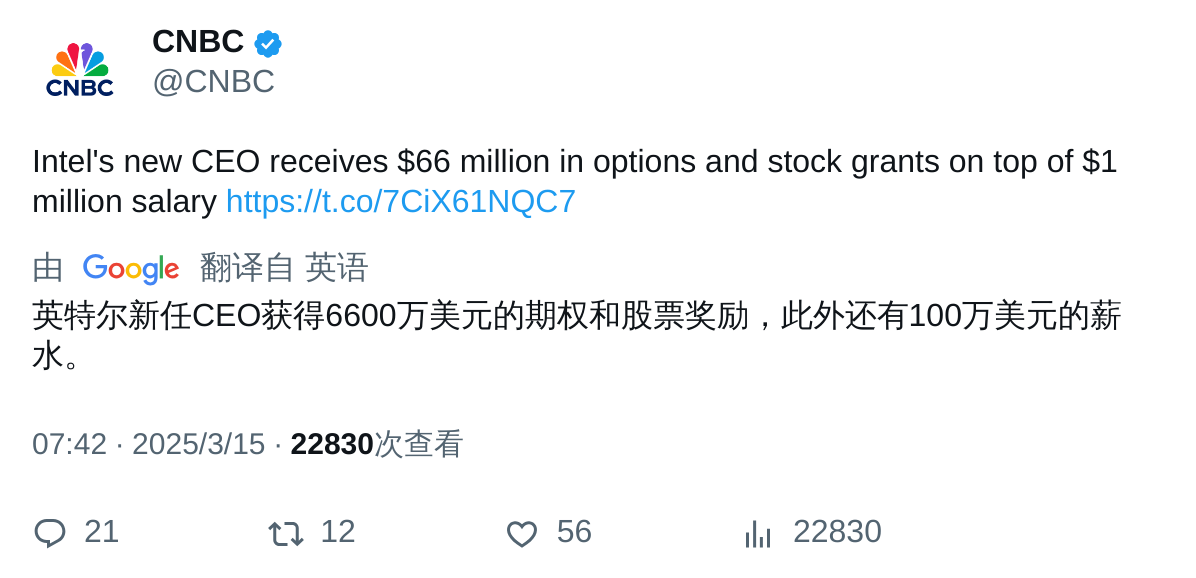 CNBC
CNBC
@CNBC
Intel's new CEO receives $66 million in options and stock grants on top of $1
million salary https://t.co/7CiX61NQC7
由 Google 翻译自 英语
英特尔新任CEO获得6600万美元的期权和股票奖励，此外还有100万美元的薪
水。
07:42 · 2025/3/15 · 22830次查看
21 12 56 22830